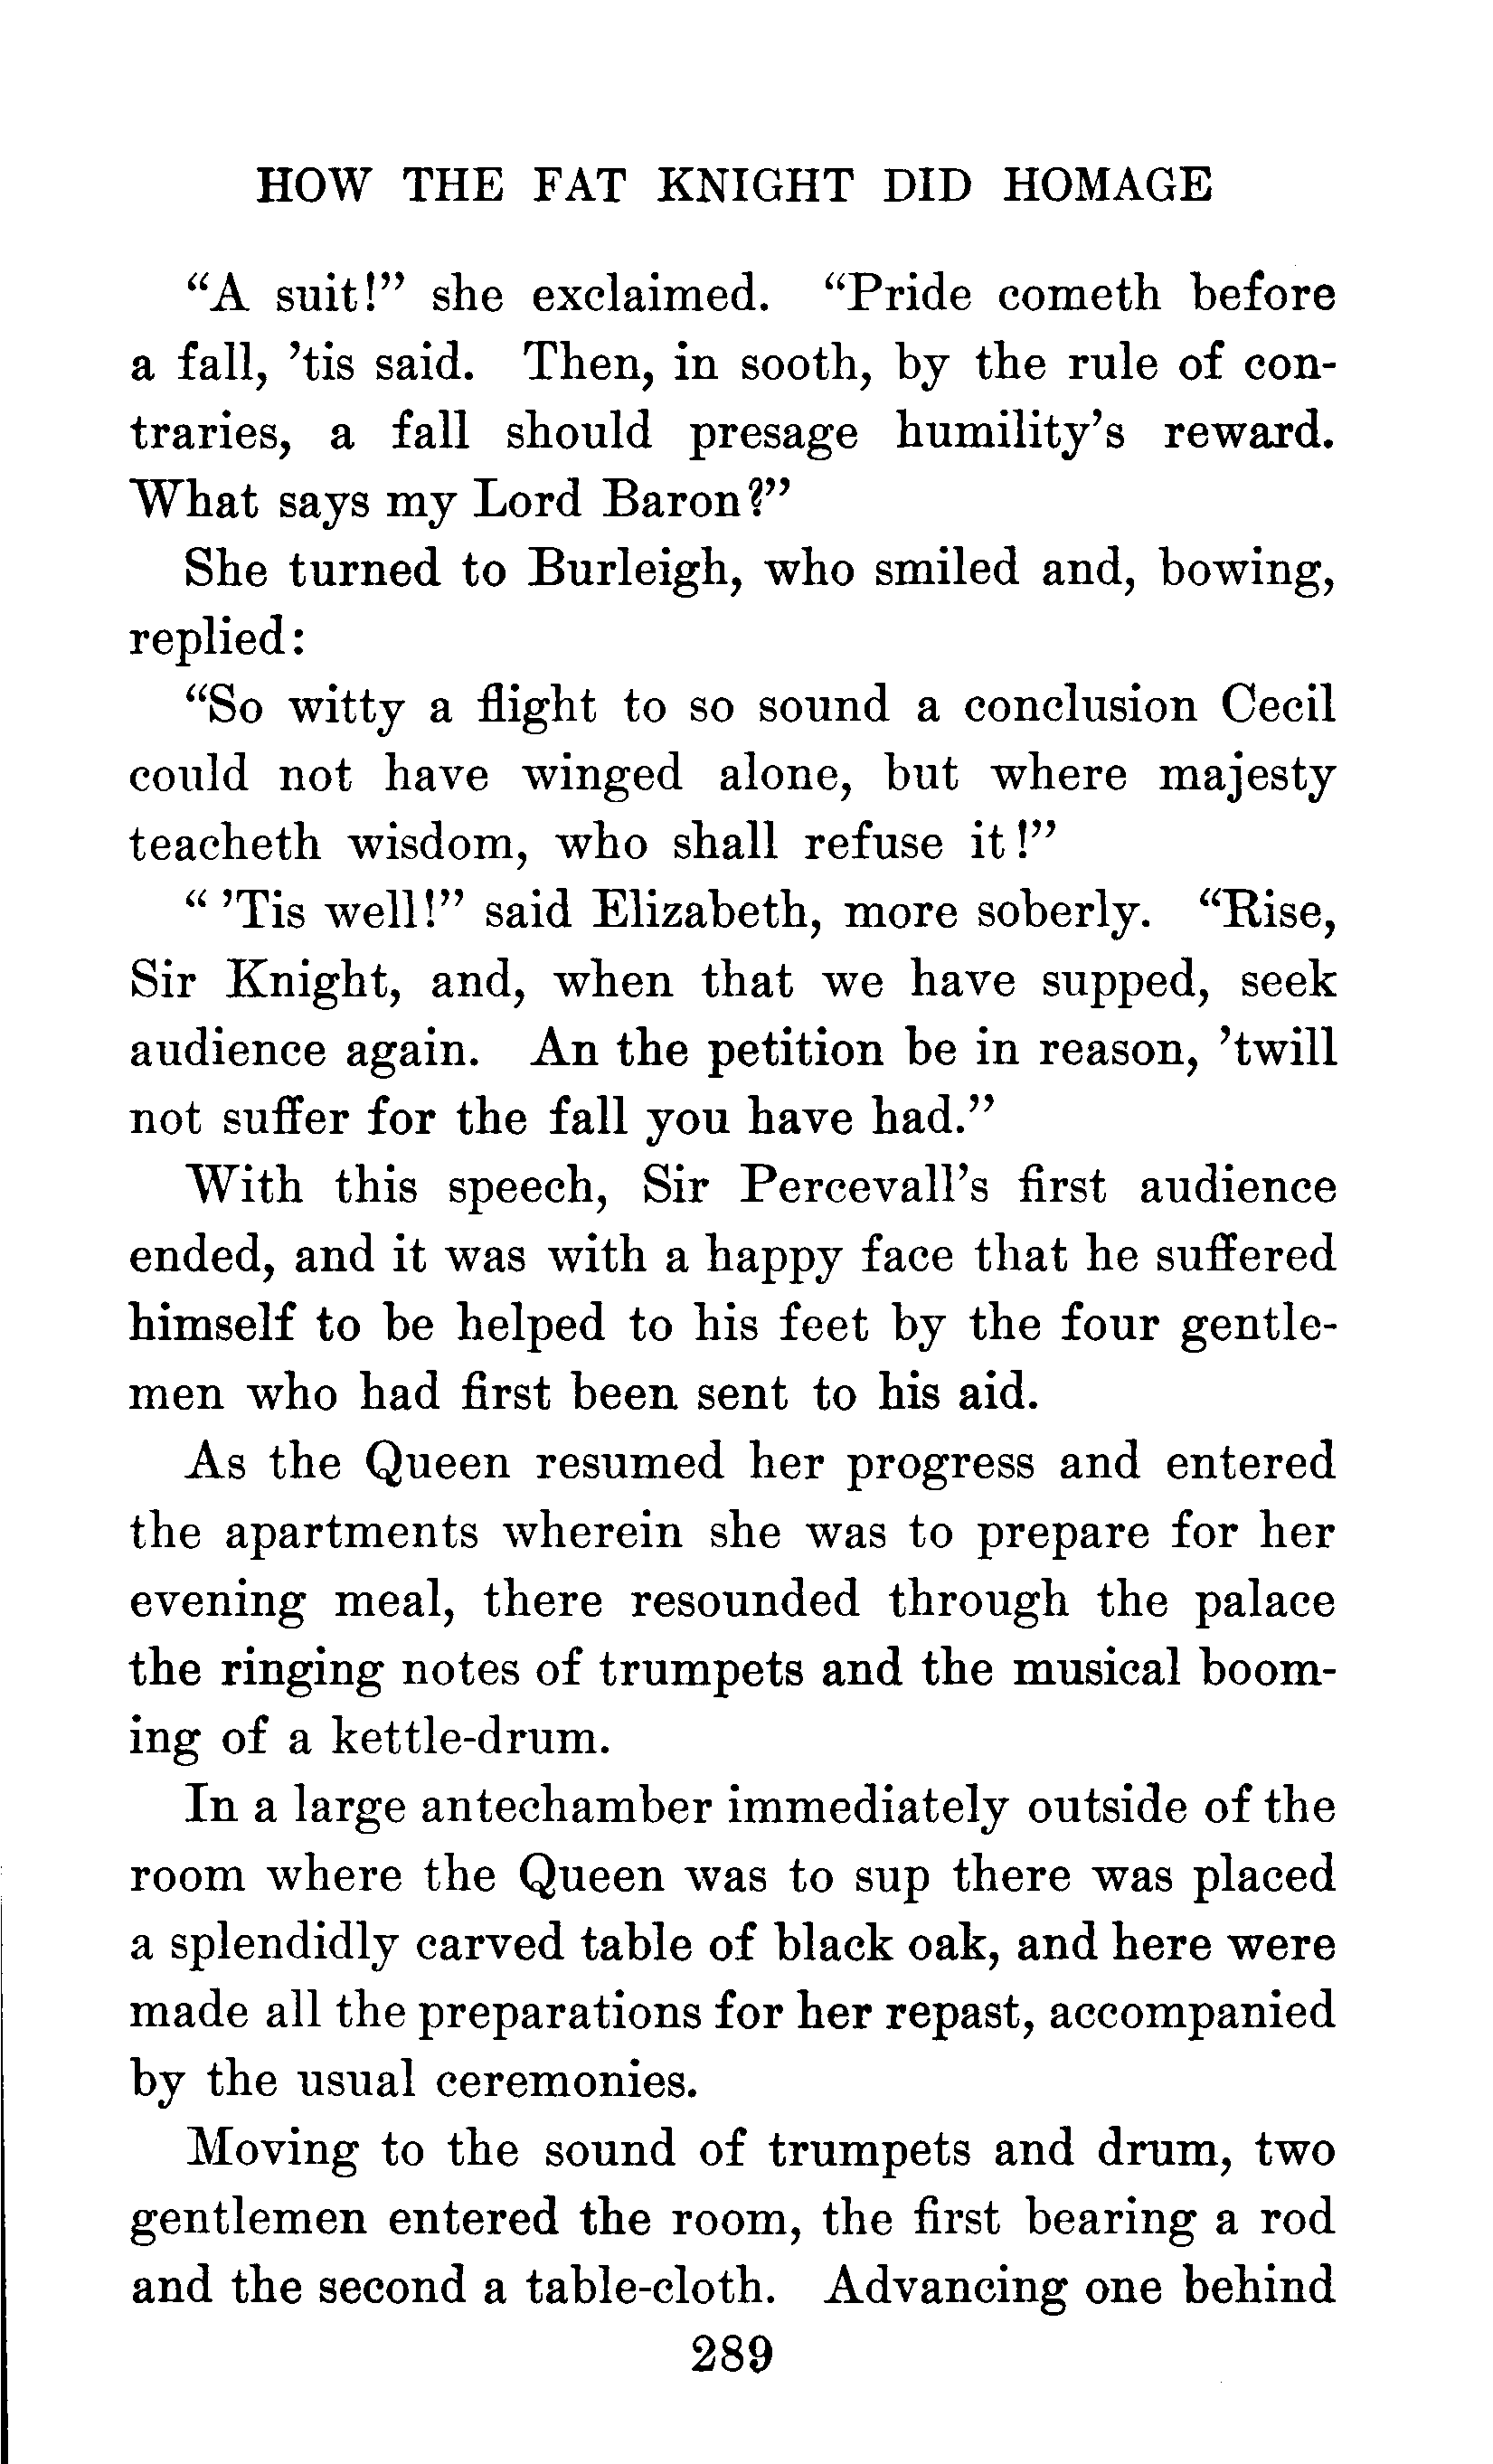 HOW THE FAT KNIGHT DID HOMAGE
“A suit!” she exclaimed. “Pride cometh before
a fall, ’tis said. Then, in sooth, by the rule of con-
traries, a fall should presage humility’s reward.
What says my Lord Baron?”
She turned to Burleigh, who smiled and, bowing,
replied:
“So witty a flight to so sound a conclusion Cecil
could not have winged alone, but where majesty
teacheth wisdom, who shall refuse it!”
“ ’Tis well!” said Elizabeth, more soberly. “Rise,
Sir Knight, and, when that we have supped, seek
audience again. An the petition be in reason, ’twill
not suffer for the fall you have had.”
With this speech, Sir Percevall’s first audience
ended, and it was with a happy face that he suffered
himself to be helped to his feet by the four gentle-
men who had first been sent to his aid.
As the Queen resumed her progress and entered
the apartments wherein she was to prepare for her
evening meal, there resounded through the palace
the ringing notes of trumpets and the musical boom-
ing of a kettle-drum.
In a large antechamber immediately outside of the
room where the Queen was to sup there was placed
a splendidly carved table of black oak, and here were
made all the preparations for her repast, accompanied
by the usual ceremonies.
Moving to the sound of trumpets and drum, two
gentlemen entered the room, the first bearing a rod
and the second a table-cloth. Advancing one behind
289